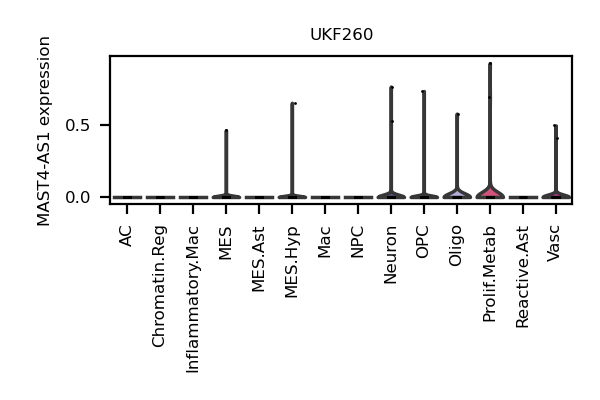 UKF260
MAST4-AS1 expression
0.5
0.0
AC
Chromatin.Reg
Inflammatory.Mac
MES
MES.Ast
MES.Hyp
Mac
NPC
Neuron
OPC
Oligo
Prolif.Metab
Reactive.Ast
Vasc